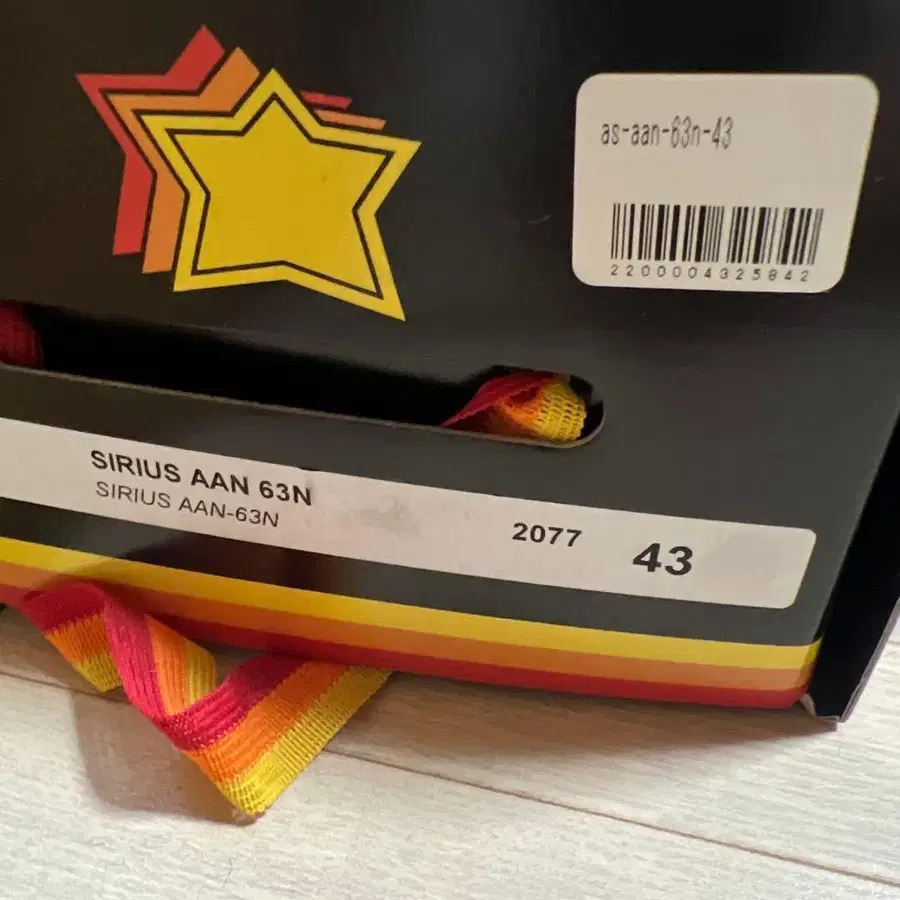 as-aan-63n-43
2200004325842
SIRIUS AAN 63N
SIRIUS AAN-63N
2077
43